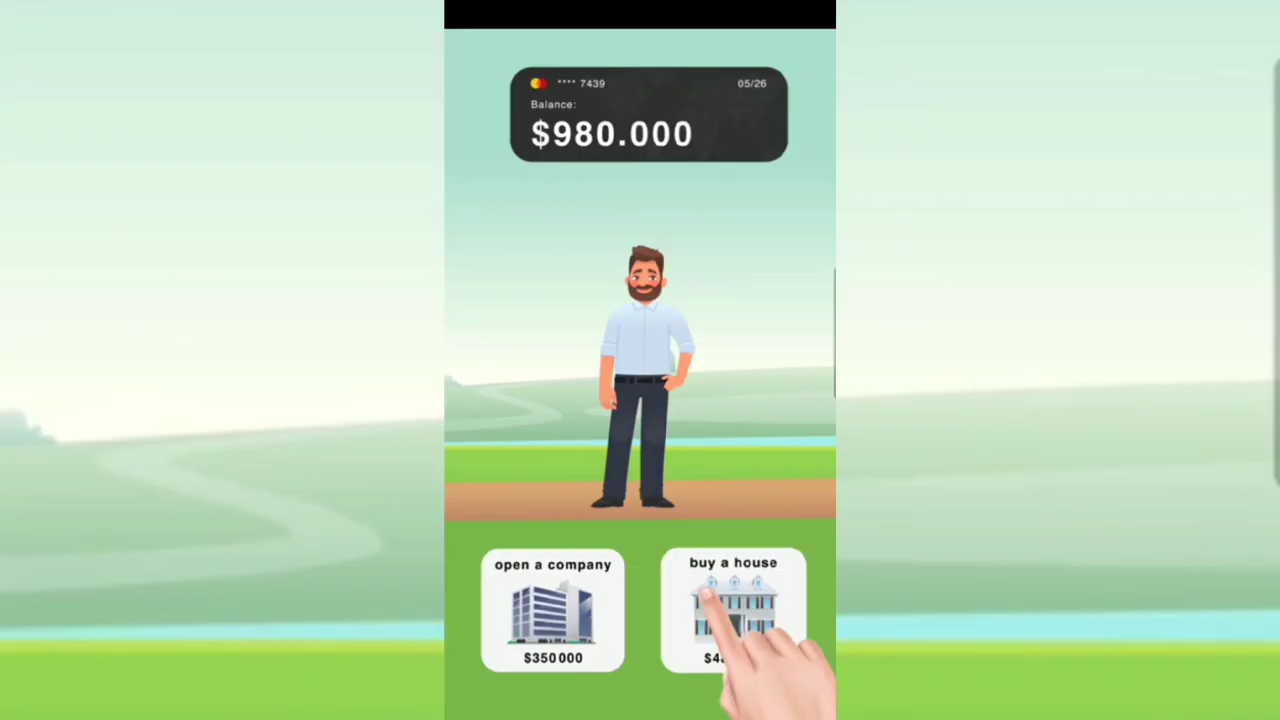 **** 7439 05/26
Balance:
$980.000
open a company
buy a house
$350000